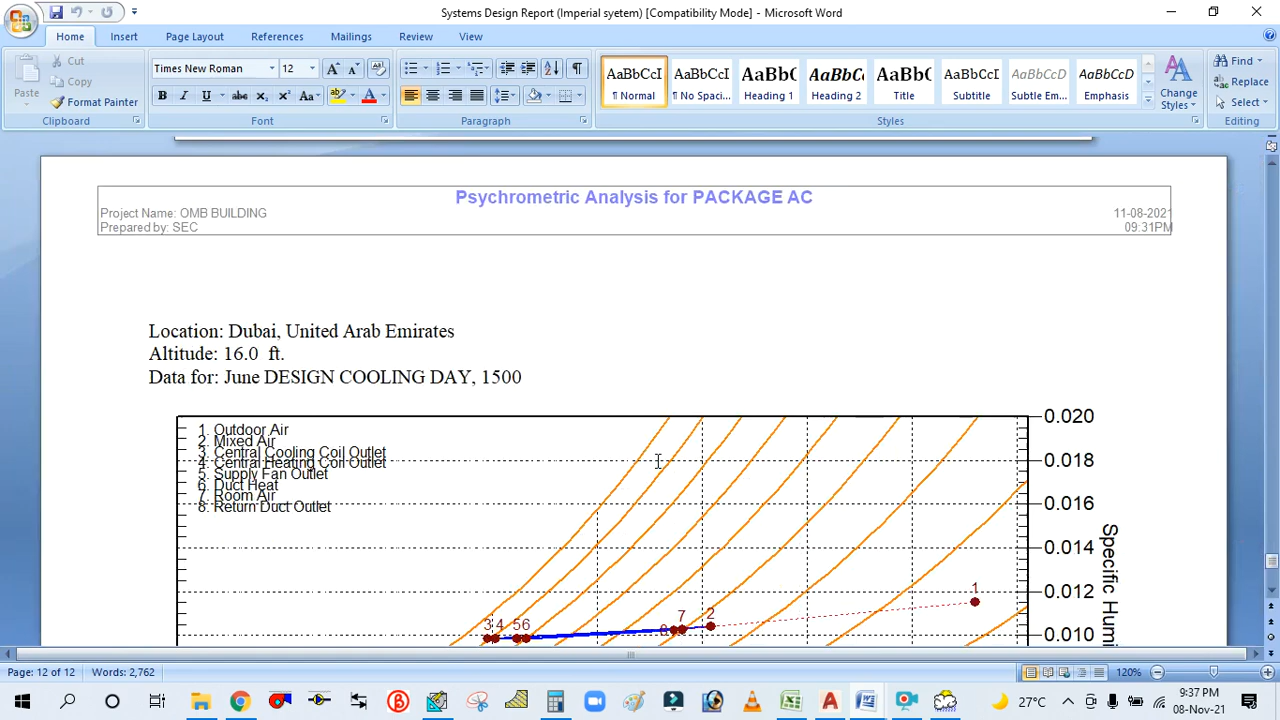 Systems Design Report (Imperial syetem) [Compatibility Mode] - Microsoft Word
Home Insert Page Layout References Mailings Review View
Paste
Cut
Copy
Format Painter
Clipboard
Times New Roman 12
Font
Paragraph
AaBbCcI ¶ Normal
AaBbCcI ¶ No Spaci...
AaBbC Heading 1
AaBbCc Heading 2
AaBbCc Title
AaBbCcI Subtitle
AaBbCcD Subtle Em...
AaBbCcD Emphasis
Change Styles
Styles
Find
Replace
Select
Editing
Psychrometric Analysis for PACKAGE AC
Project Name: OMB BUILDING
Prepared by: SEC
11-08-2021
09:31PM
Location: Dubai, United Arab Emirates
Altitude: 16.0 ft.
Data for: June DESIGN COOLING DAY, 1500
1. Outdoor Air
2. Mixed Air
3. Central Cooling Coil Outlet
4. Central Heating Coil Outlet
5. Supply Fan Outlet
6. Duct Heat
7. Room Air
8. Return Duct Outlet
0.020
0.018
0.016
0.014
0.012
0.010
Specific Humi
1
2
7
8
3 4 5 6
Page: 12 of 12 Words: 2,762
120%
27°C
9:37 PM
08-Nov-21